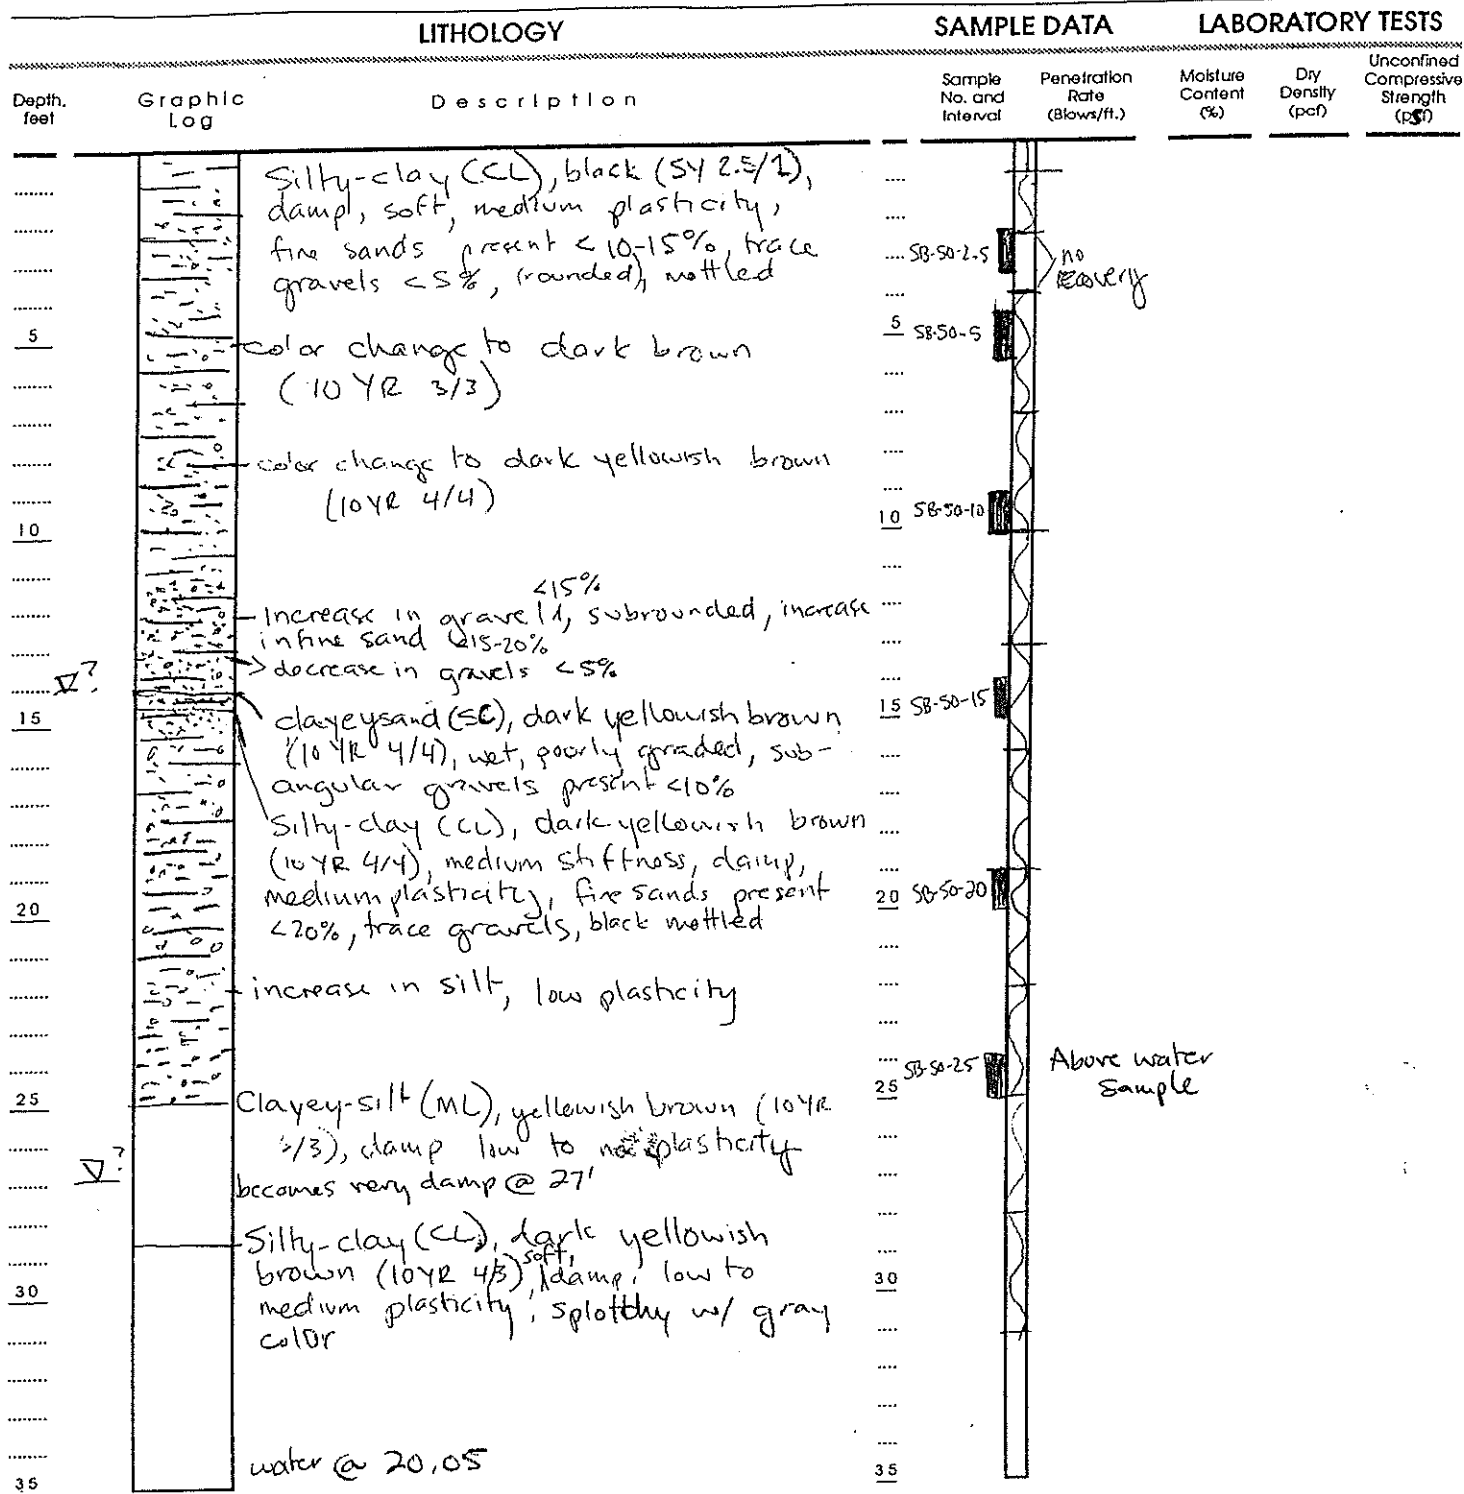 LITHOLOGY SAMPLE DATA LABORATORY TESTS
Depth, feet Graphic Log Description Sample No. and Interval Penetration Rate (Blows/ft.) Moisture Content (%) Dry Density (pcf) Unconfined Compressive Strength (psf)
Silty-clay (CL), black (5Y 2.5/1),
damp, soft, medium plasticity,
fine sands present <10-15%, trace
gravels <5%, (rounded), mottled
SB-50-2.5 no recovery
5 color change to dark brown 5 SB-50-5
(10 YR 3/3)
color change to dark yellowish brown
(10 YR 4/4)
10 10 SB-50-10
<15%
Increase in gravel, subrounded, increase
in fine sand 15-20%
decrease in gravels <5%
?
15 clayey sand (SC), dark yellowish brown 15 SB-50-15
(10 YR 4/4), wet, poorly graded, sub-
angular gravels present <10%
Silty-clay (CL), dark yellowish brown
(10 YR 4/4), medium stiffness, damp,
20 medium plasticity, fine sands present 20 SB-50-20
<20%, trace gravels, black mottled
increase in silt, low plasticity
SB-50-25 Above water
25 25 Sample
Clayey-silt (ML), yellowish brown (10YR
/3), damp low to no plasticity
?
becomes very damp @ 27'
Silty-clay (CL), dark yellowish
brown (10YR 4/3) soft, damp, low to
30 medium plasticity, splotchy w/ gray 30
color
water @ 20.05
35 35